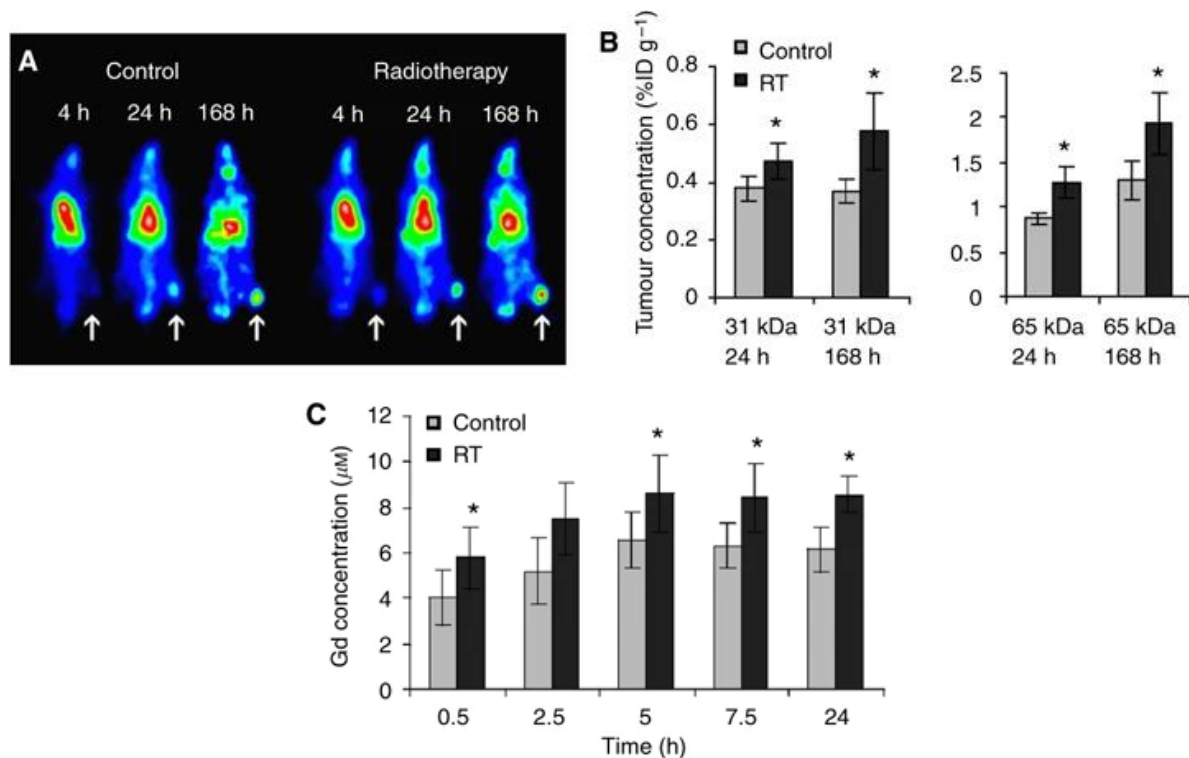 A
Control
Radiotherapy
4 h 24 h 168 h
4 h 24 h 168 h
B
Tumour concentration (%ID g⁻¹)
Control
RT
0.8
0.6
0.4
0.2
0
*
*
31 kDa 31 kDa
24 h 168 h
2.5
2
1.5
1
0.5
0
*
*
65 kDa 65 kDa
24 h 168 h
C
Gd concentration (μM)
Control
RT
12
10
8
6
4
2
0
*
*
*
*
0.5 2.5 5 7.5 24
Time (h)